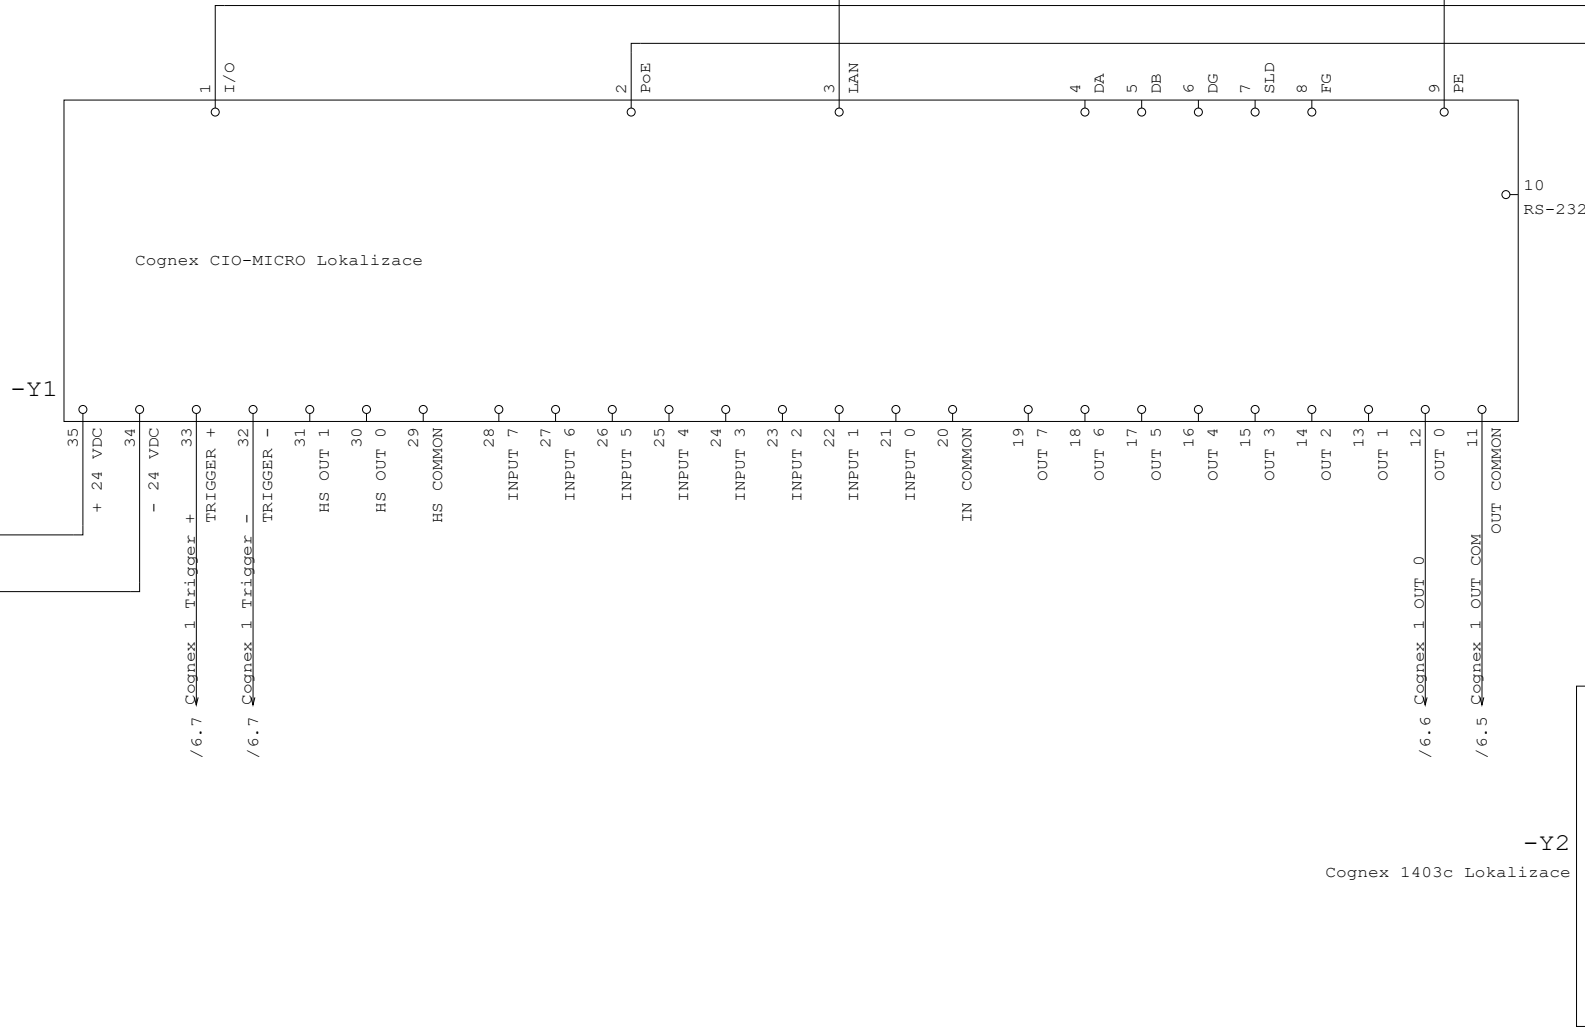 1
I/O
2
PoE
3
LAN
4
DA
5
DB
6
DG
7
SLD
8
FG
9
PE
10
RS-232
Cognex CIO-MICRO Lokalizace
-Y1
35
+ 24 VDC
34
- 24 VDC
33
TRIGGER +
32
TRIGGER -
31
HS OUT 1
30
HS OUT 0
29
HS COMMON
28
INPUT 7
27
INPUT 6
26
INPUT 5
25
INPUT 4
24
INPUT 3
23
INPUT 2
22
INPUT 1
21
INPUT 0
20
IN COMMON
19
OUT 7
18
OUT 6
17
OUT 5
16
OUT 4
15
OUT 3
14
OUT 2
13
OUT 1
12
OUT 0
11
OUT COMMON
/6.7 Cognex 1 Trigger +
/6.7 Cognex 1 Trigger -
/6.6 Cognex 1 OUT 0
/6.5 Cognex 1 OUT COM
-Y2
Cognex 1403c Lokalizace